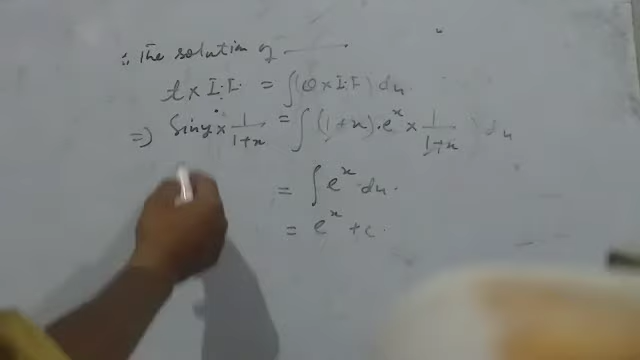 ∴ The solution of ———
t × I.F. = ∫(Q × I.F) dx.
⇒) Siny × 1/(1+x) = ∫ (1+x)·e^x × 1/(1+x) dx
= ∫ e^x dx.
= e^x + c.